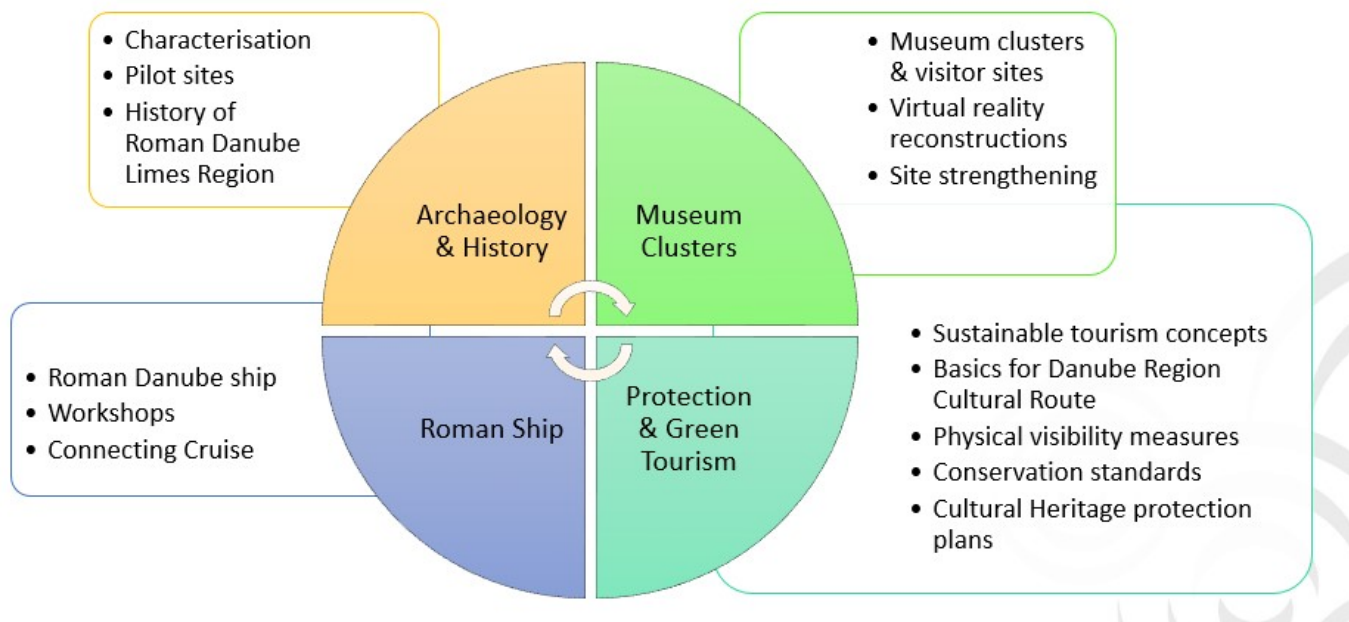 • Characterisation
• Pilot sites
• History of
Roman Danube
Limes Region
• Museum clusters
& visitor sites
• Virtual reality
reconstructions
• Site strengthening
Archaeology
& History
Museum
Clusters
Roman Ship
Protection
& Green
Tourism
• Roman Danube ship
• Workshops
• Connecting Cruise
• Sustainable tourism concepts
• Basics for Danube Region
Cultural Route
• Physical visibility measures
• Conservation standards
• Cultural Heritage protection
plans